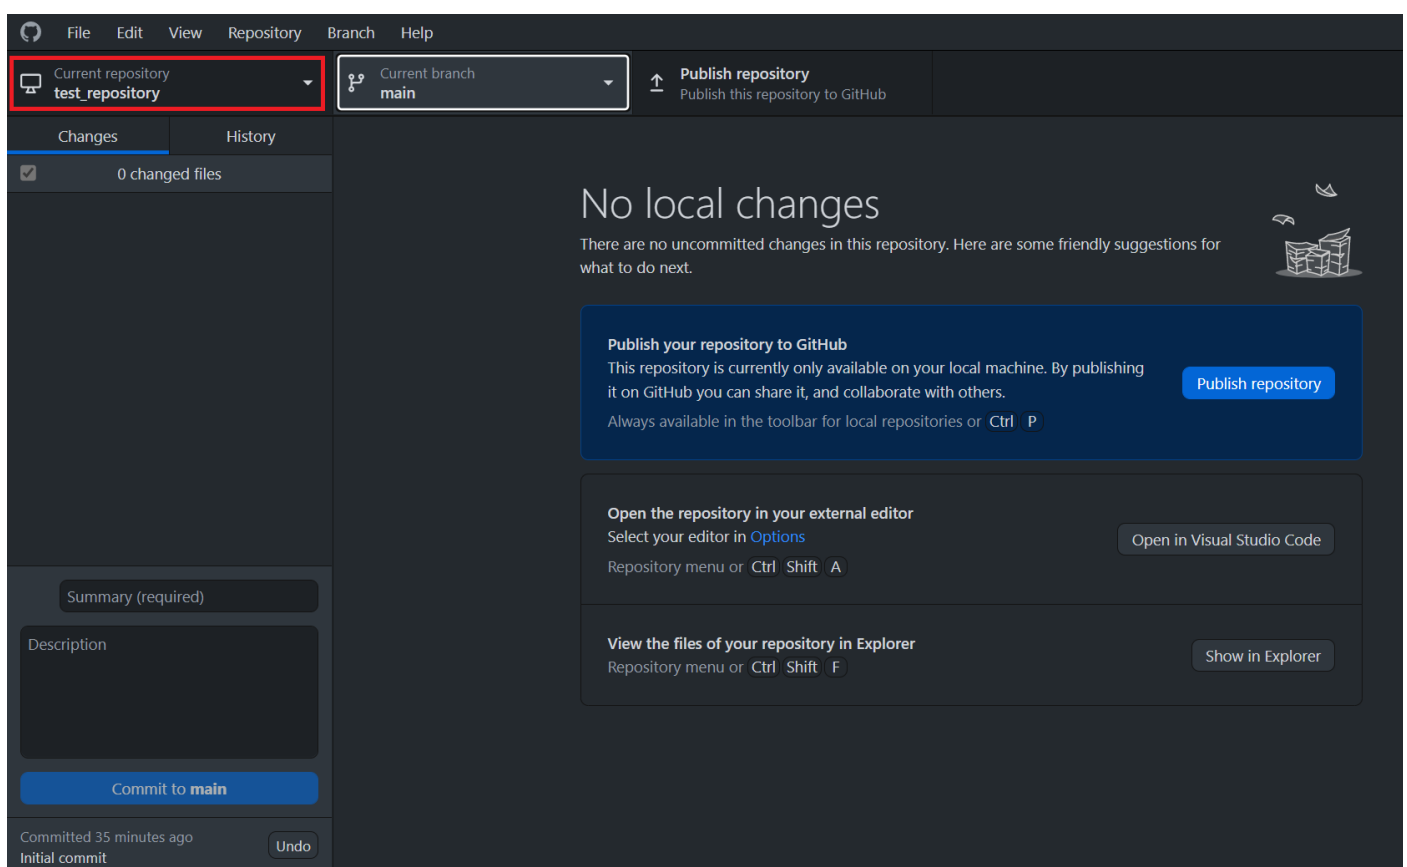 File Edit View Repository Branch Help
Current repository
test_repository
Current branch
main
Publish repository
Publish this repository to GitHub
Changes
History
0 changed files
No local changes
There are no uncommitted changes in this repository. Here are some friendly suggestions for
what to do next.
Publish your repository to GitHub
This repository is currently only available on your local machine. By publishing
it on GitHub you can share it, and collaborate with others.
Always available in the toolbar for local repositories or Ctrl P
Publish repository
Open the repository in your external editor
Select your editor in Options
Repository menu or Ctrl Shift A
Open in Visual Studio Code
View the files of your repository in Explorer
Repository menu or Ctrl Shift F
Show in Explorer
Summary (required)
Description
Commit to main
Committed 35 minutes ago
Initial commit
Undo